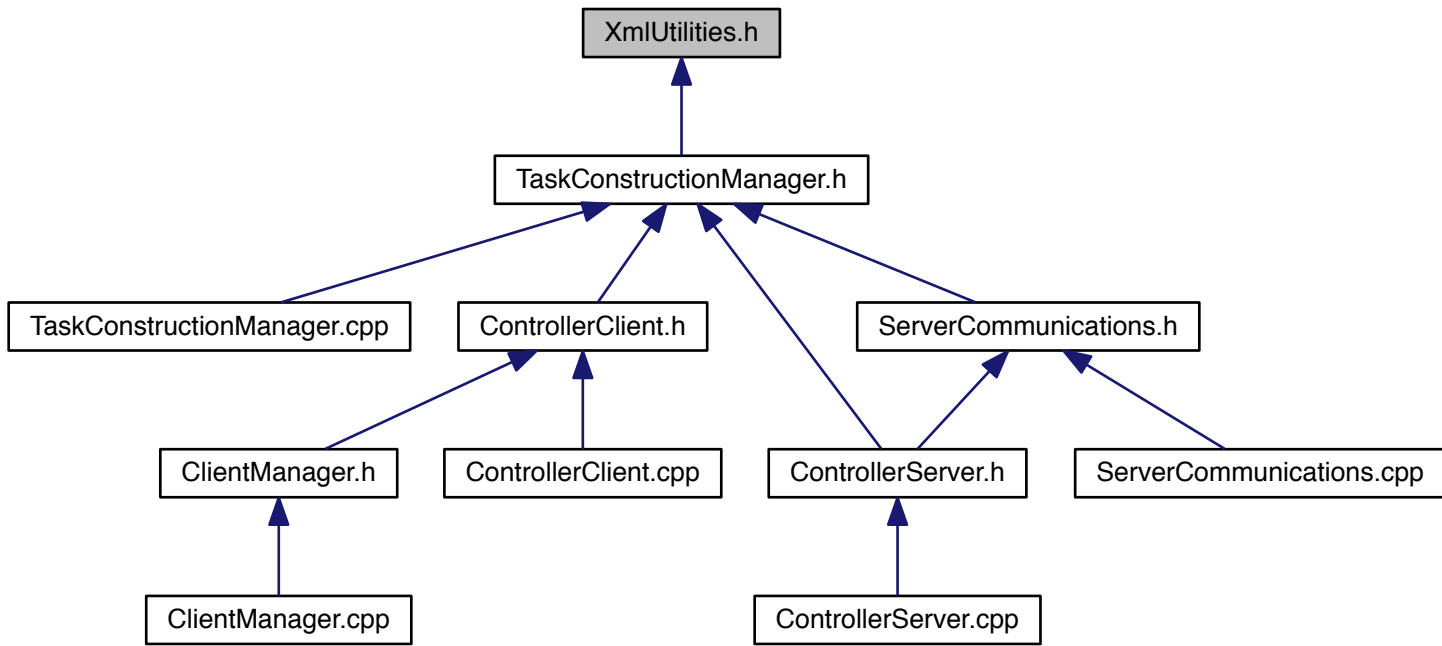 XmlUtilities.h
TaskConstructionManager.h
TaskConstructionManager.cpp
ControllerClient.h
ServerCommunications.h
ClientManager.h
ControllerClient.cpp
ControllerServer.h
ServerCommunications.cpp
ClientManager.cpp
ControllerServer.cpp